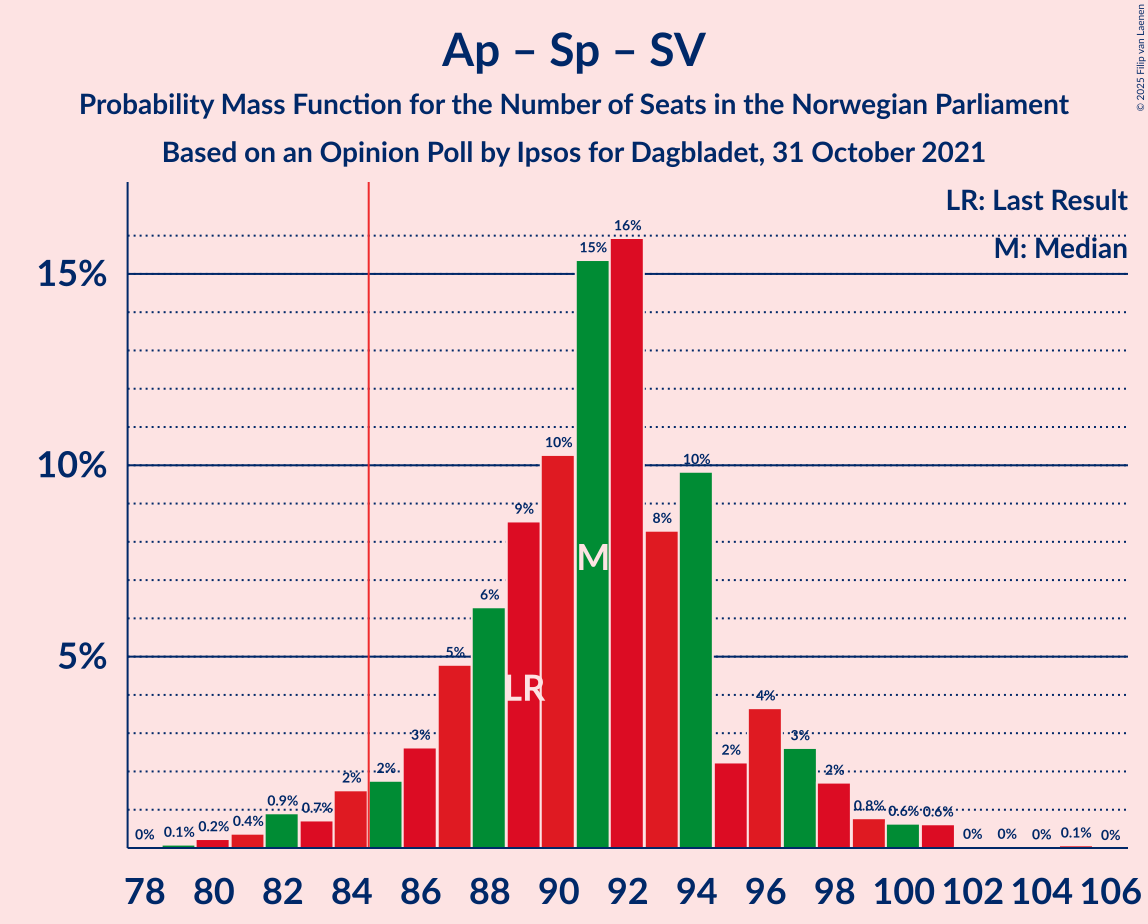 Ap – Sp – SV
Probability Mass Function for the Number of Seats in the Norwegian Parliament
Based on an Opinion Poll by Ipsos for Dagbladet, 31 October 2021
© 2025 Filip van Laenen
LR: Last Result
M: Median
15%
10%
5%
0% 0.1% 0.2% 0.4% 0.9% 0.7% 2% 2% 3% 5% 6% 9% 10% 15% 16% 8% 10% 2% 4% 3% 2% 0.8% 0.6% 0.6% 0% 0% 0% 0.1% 0%
M
LR
78 80 82 84 86 88 90 92 94 96 98 100 102 104 106